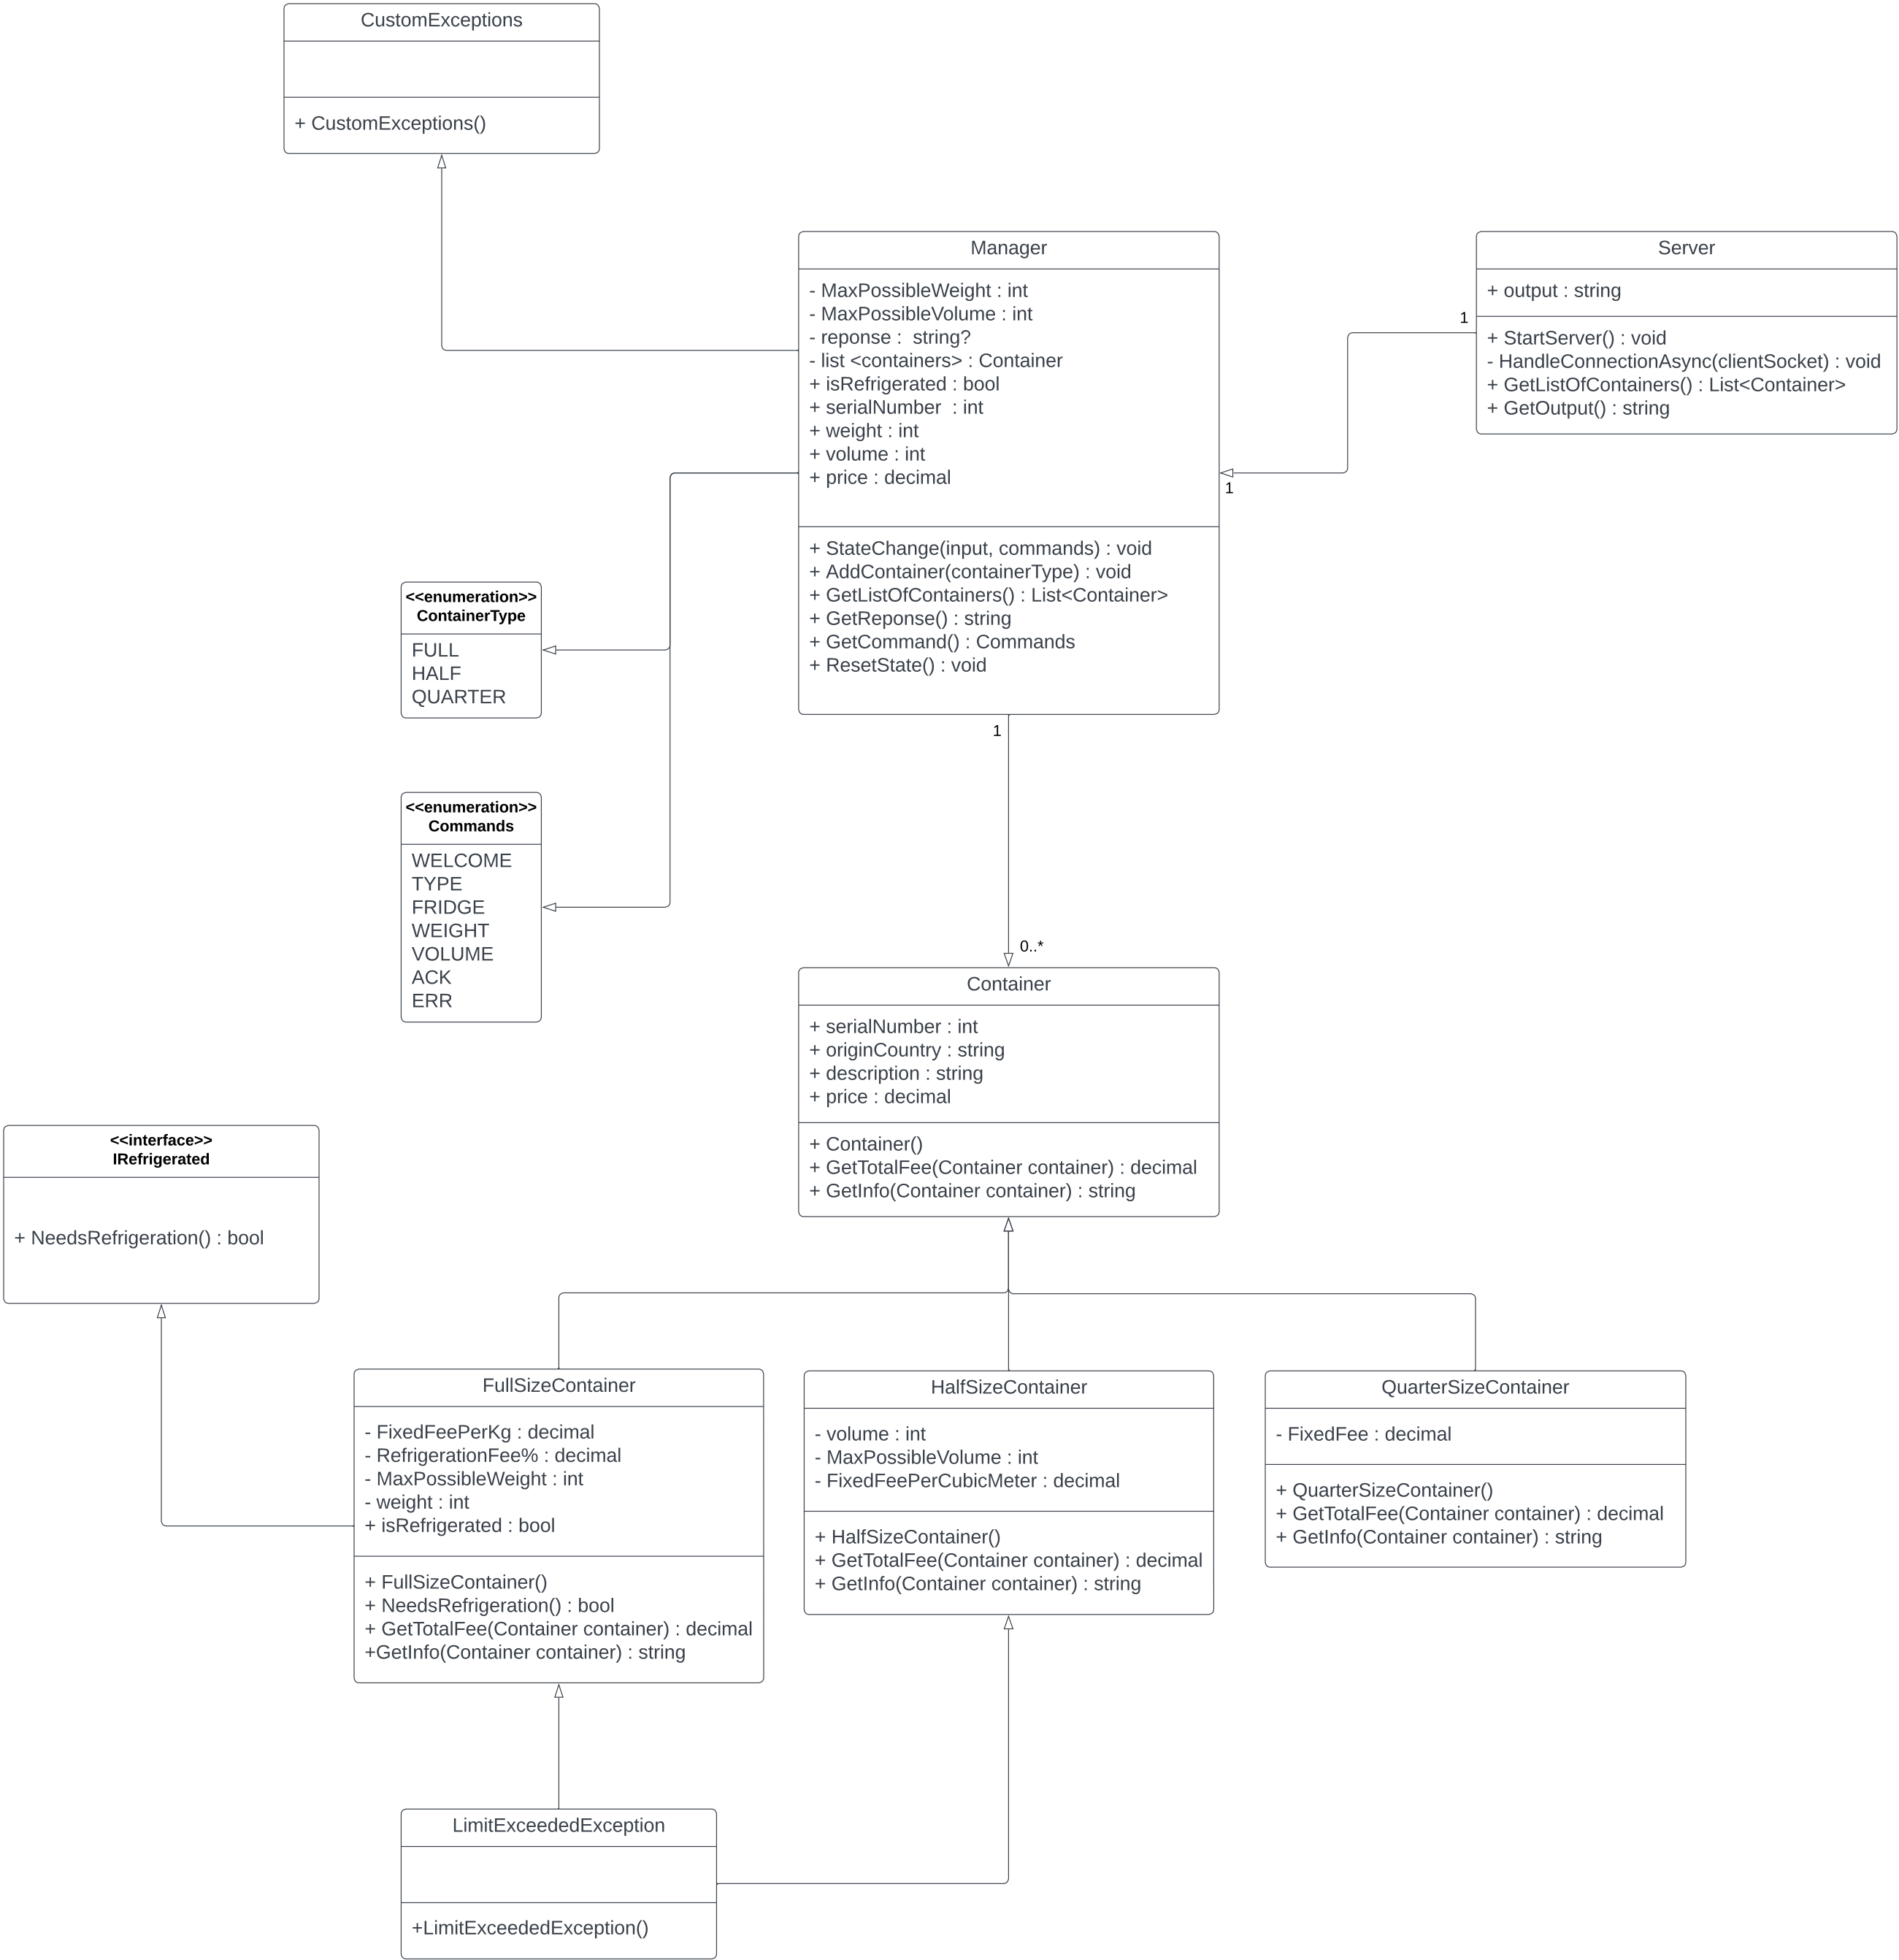 CustomExceptions
+ CustomExceptions()
Manager
- MaxPossibleWeight : int
- MaxPossibleVolume : int
- reponse :  string?
- list <containers> : Container
+ isRefrigerated : bool
+ serialNumber  : int
+ weight : int
+ volume : int
+ price : decimal
+ StateChange(input, commands) : void
+ AddContainer(containerType) : void
+ GetListOfContainers() : List<Container>
+ GetReponse() : string
+ GetCommand() : Commands
+ ResetState() : void
Server
+ output : string
+ StartServer() : void
- HandleConnectionAsync(clientSocket) : void
+ GetListOfContainers() : List<Container>
+ GetOutput() : string
1
1
<<enumeration>>
ContainerType
FULL
HALF
QUARTER
<<enumeration>>
Commands
WELCOME
TYPE
FRIDGE
WEIGHT
VOLUME
ACK
ERR
1
0..*
Container
+ serialNumber : int
+ originCountry : string
+ description : string
+ price : decimal
+ Container()
+ GetTotalFee(Container container) : decimal
+ GetInfo(Container container) : string
<<interface>>
IRefrigerated
+ NeedsRefrigeration() : bool
FullSizeContainer
- FixedFeePerKg : decimal
- RefrigerationFee% : decimal
- MaxPossibleWeight : int
- weight : int
+ isRefrigerated : bool
+ FullSizeContainer()
+ NeedsRefrigeration() : bool
+ GetTotalFee(Container container) : decimal
+GetInfo(Container container) : string
HalfSizeContainer
- volume : int
- MaxPossibleVolume : int
- FixedFeePerCubicMeter : decimal
+ HalfSizeContainer()
+ GetTotalFee(Container container) : decimal
+ GetInfo(Container container) : string
QuarterSizeContainer
- FixedFee : decimal
+ QuarterSizeContainer()
+ GetTotalFee(Container container) : decimal
+ GetInfo(Container container) : string
LimitExceededException
+LimitExceededException()